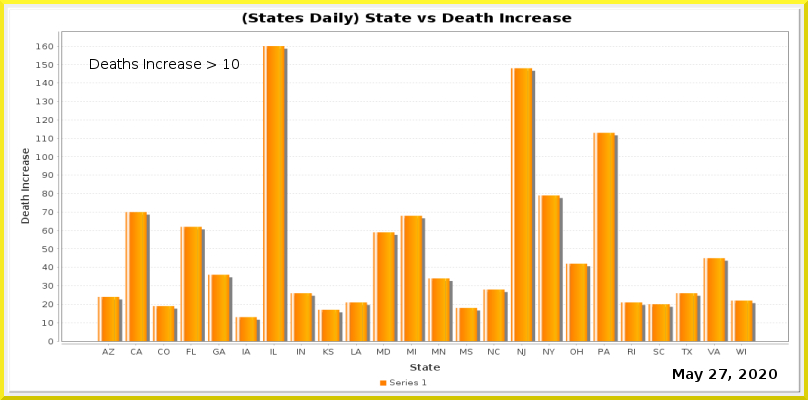 (States Daily) State vs Death Increase
Deaths Increase > 10
Death Increase
160
150
140
130
120
110
100
90
80
70
60
50
40
30
20
10
0
AZ CA CO FL GA IA IL IN KS LA MD MI MN MS NC NJ NY OH PA RI SC TX VA WI
State
Series 1
May 27, 2020